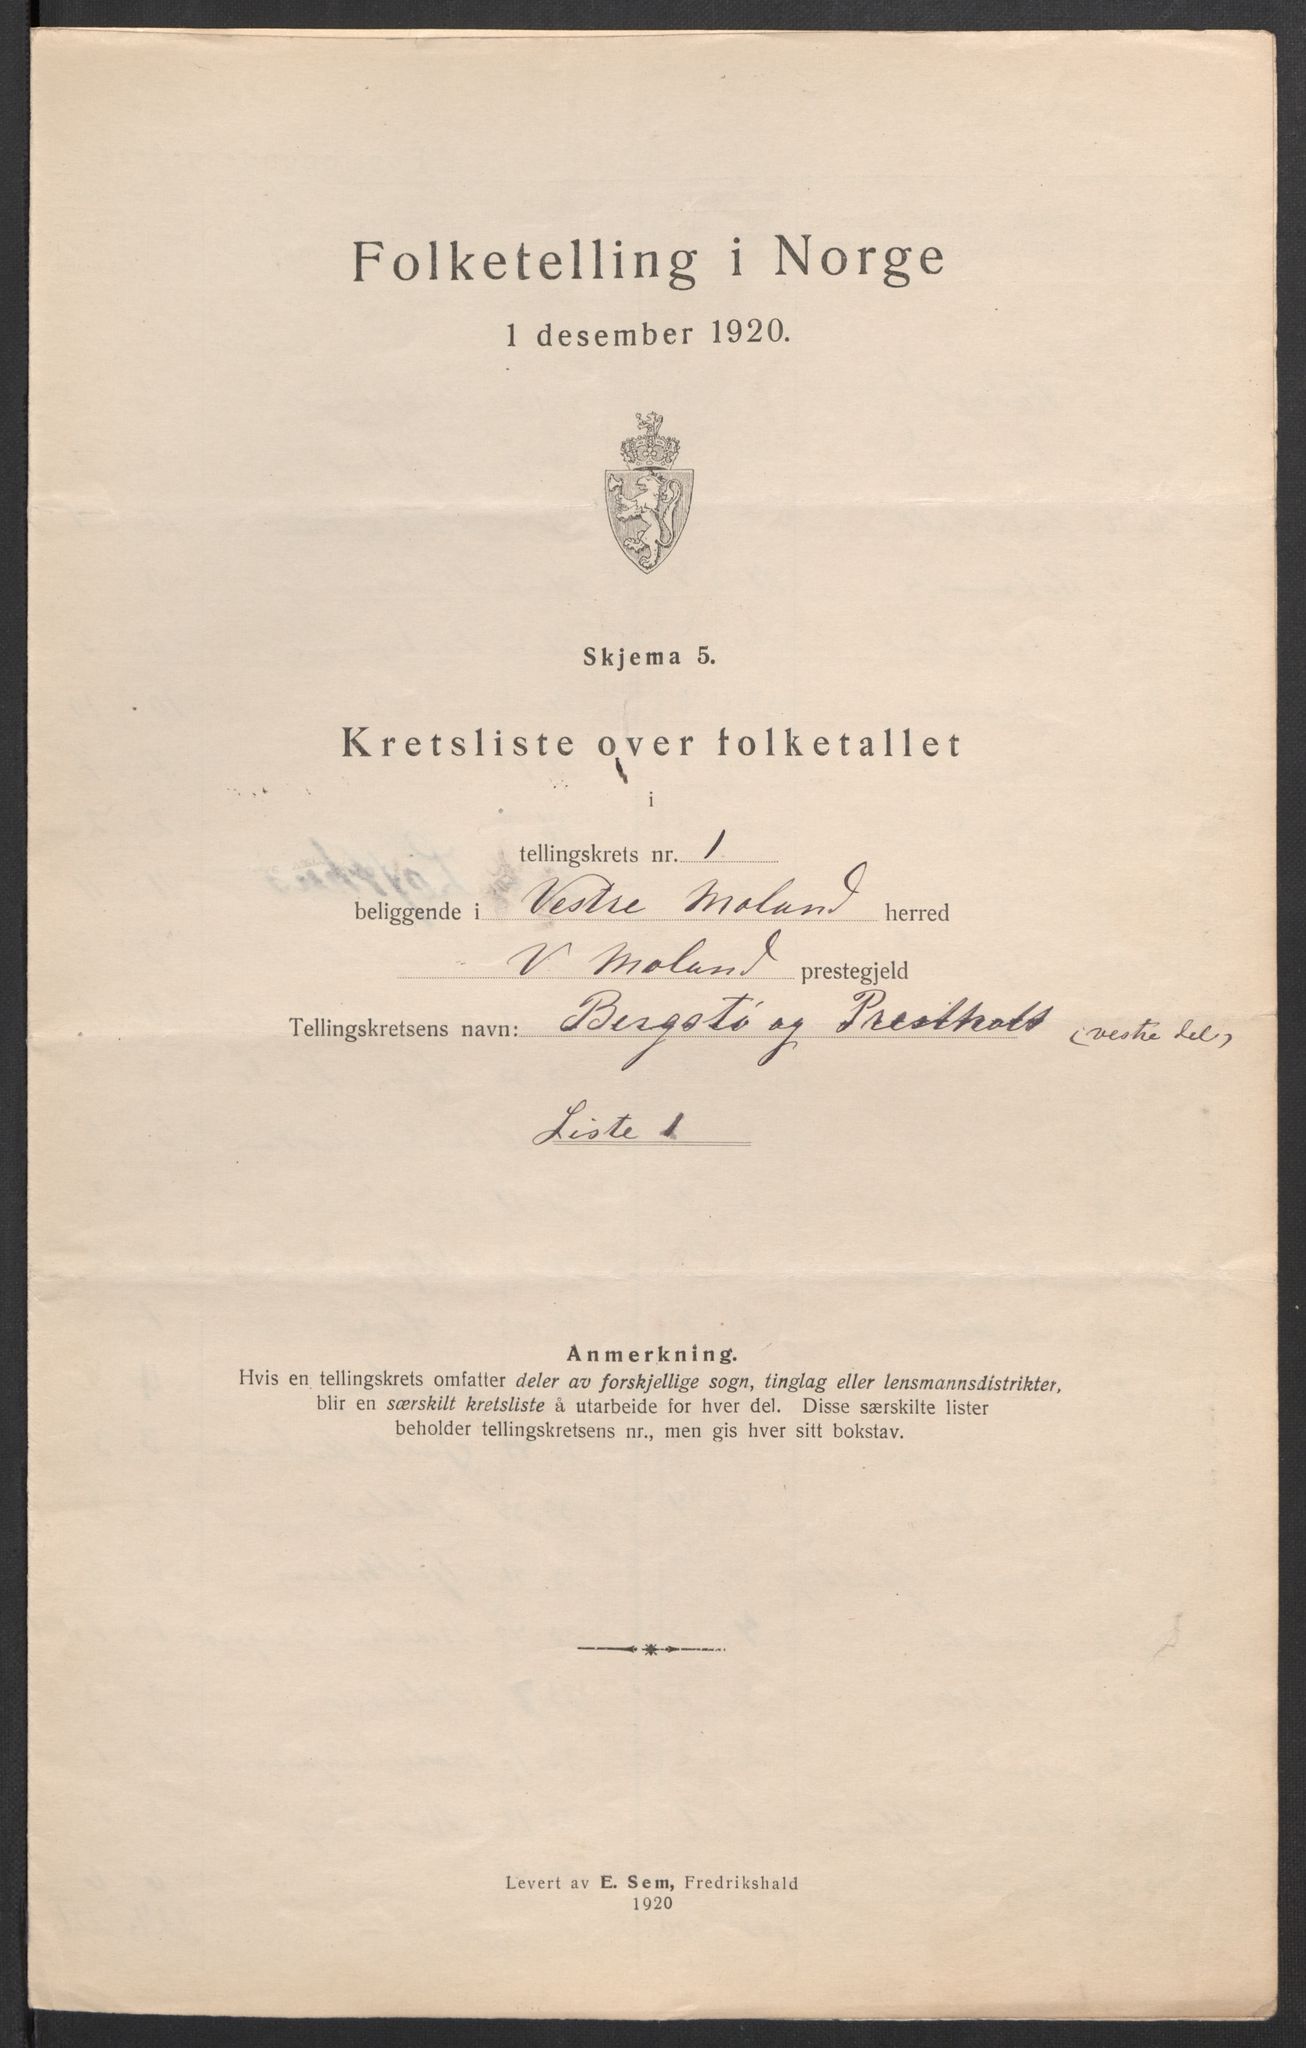 Folketelling i Norge
1 desember 1920.
Skjema 5.
Kretsliste over folketallet
i
tellingskrets nr. 1
beliggende i Vestre Moland herred
V. Moland prestegjeld
Tellingskretsens navn: Bergstø og Prestholt (vestre del)
Liste 1
Anmerkning.
Hvis en tellingskrets omfatter deler av forskjellige sogn, tinglag eller lensmannsdistrikter,
blir en særskilt kretsliste å utarbeide for hver del. Disse særskilte lister
beholder tellingskretsens nr., men gis hver sitt bokstav.
Levert av E. Sem, Fredrikshald
1920